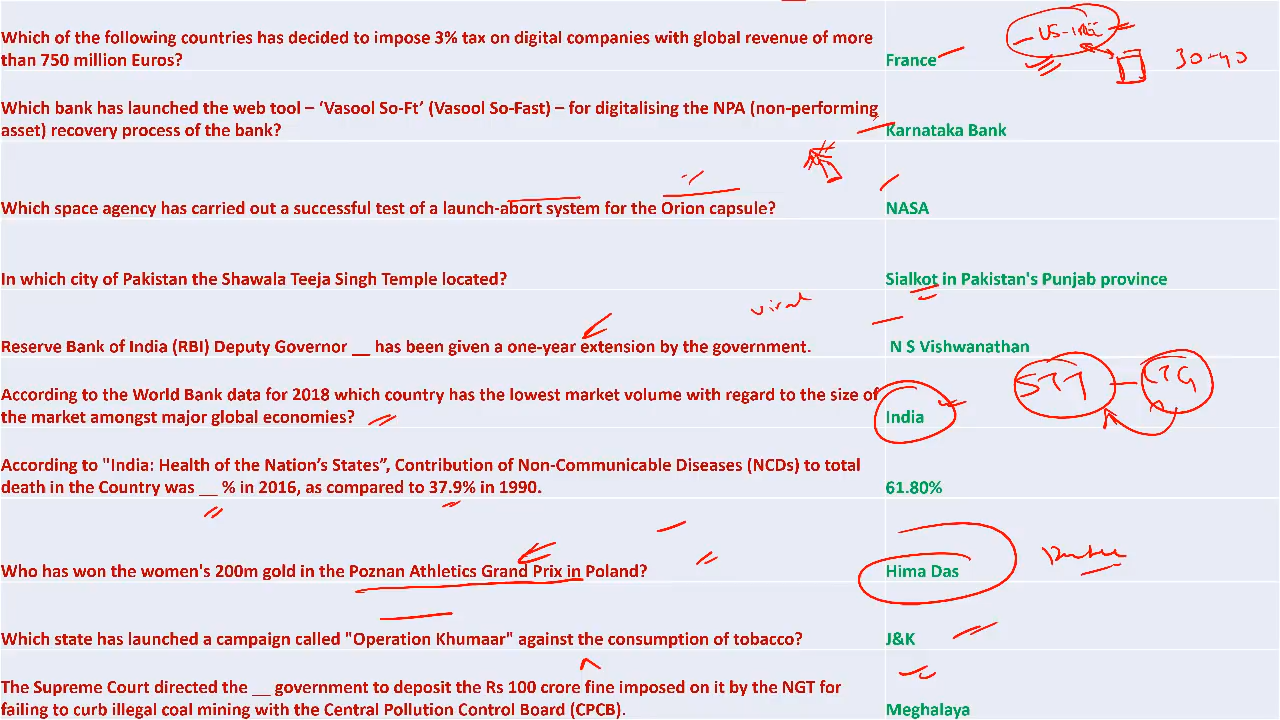 Which of the following countries has decided to impose 3% tax on digital companies with global revenue of more
than 750 million Euros?
France
30-40
Which bank has launched the web tool – ‘Vasool So-Ft’ (Vasool So-Fast) – for digitalising the NPA (non-performing
asset) recovery process of the bank?
Karnataka Bank
Which space agency has carried out a successful test of a launch-abort system for the Orion capsule?
NASA
In which city of Pakistan the Shawala Teeja Singh Temple located?
Sialkot in Pakistan's Punjab province
viral
Reserve Bank of India (RBI) Deputy Governor __ has been given a one-year extension by the government.
N S Vishwanathan
According to the World Bank data for 2018 which country has the lowest market volume with regard to the size of
the market amongst major global economies?
India
According to "India: Health of the Nation’s States”, Contribution of Non-Communicable Diseases (NCDs) to total
death in the Country was __ % in 2016, as compared to 37.9% in 1990.
61.80%
Who has won the women's 200m gold in the Poznan Athletics Grand Prix in Poland?
Hima Das
Which state has launched a campaign called "Operation Khumaar" against the consumption of tobacco?
J&K
The Supreme Court directed the __ government to deposit the Rs 100 crore fine imposed on it by the NGT for
failing to curb illegal coal mining with the Central Pollution Control Board (CPCB).
Meghalaya